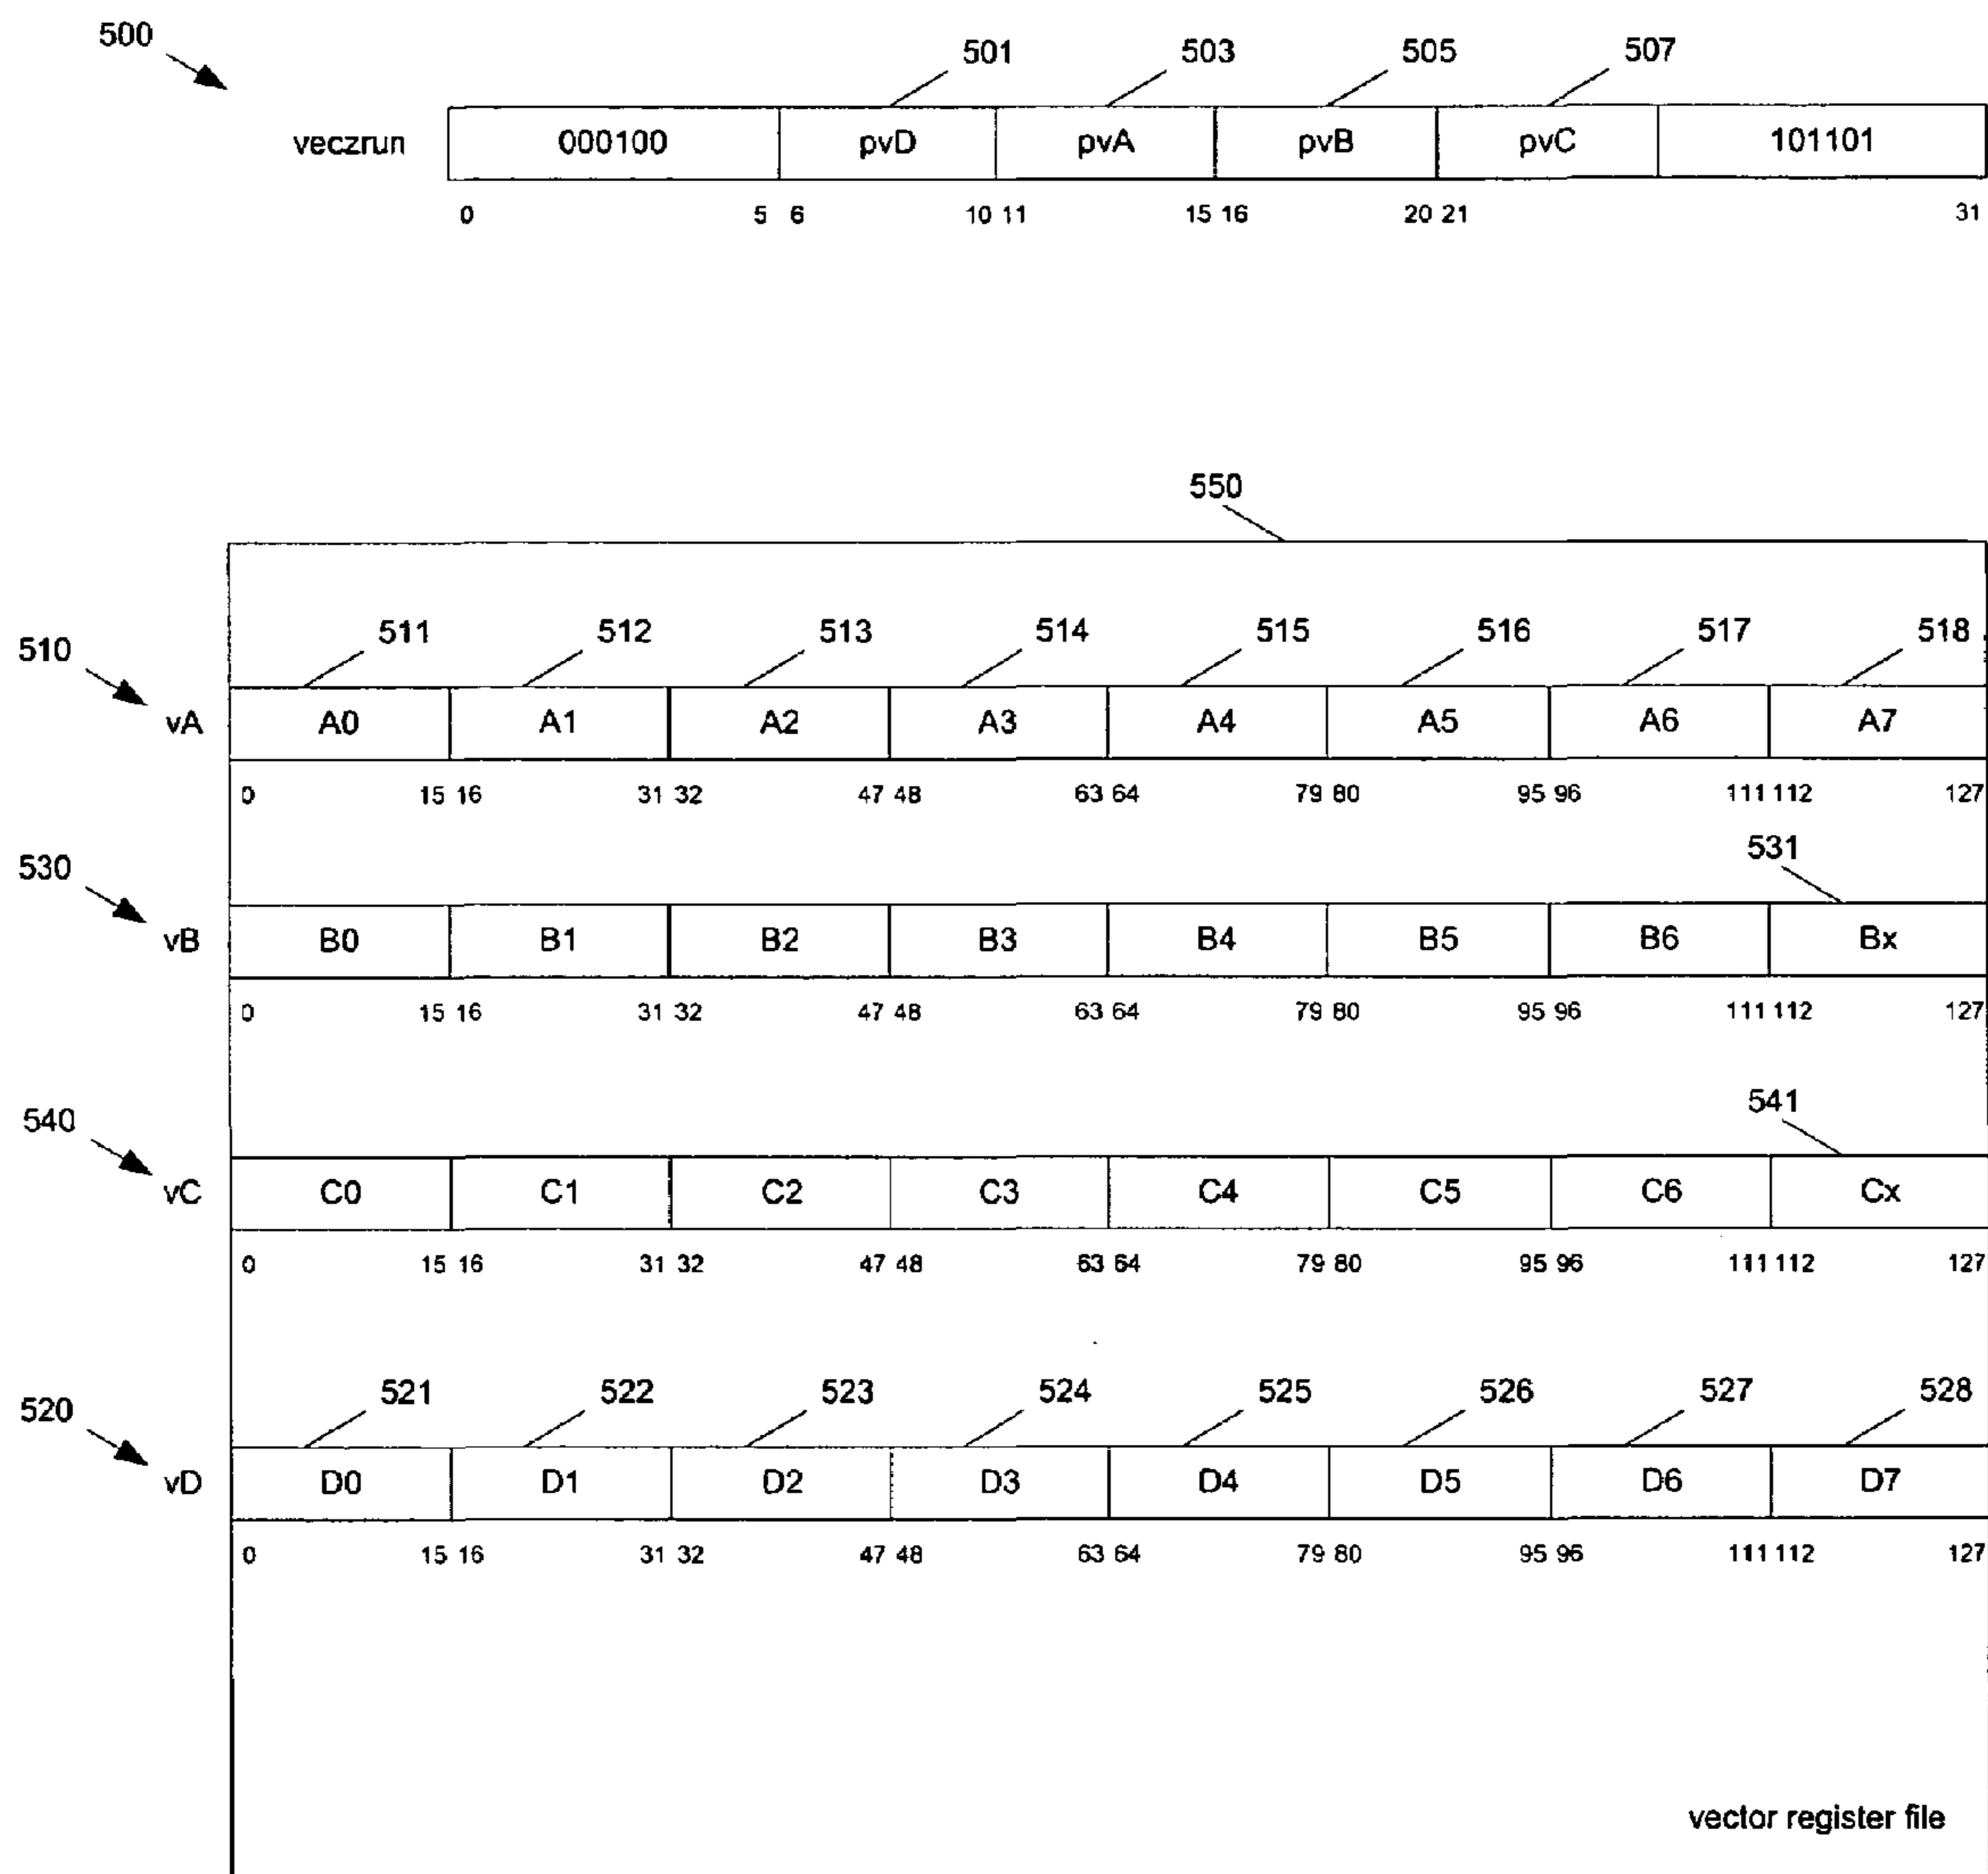 500
501 503 505 507
veczrun 000100 pvD pvA pvB pvC 101101
0 5 6 10 11 15 16 20 21 31
550
510 511 512 513 514 515 516 517 518
vA A0 A1 A2 A3 A4 A5 A6 A7
0 15 16 31 32 47 48 63 64 79 80 95 96 111 112 127
530 531
vB B0 B1 B2 B3 B4 B5 B6 Bx
0 15 16 31 32 47 48 63 64 79 80 95 96 111 112 127
540 541
vC C0 C1 C2 C3 C4 C5 C6 Cx
0 15 16 31 32 47 48 63 64 79 80 95 96 111 112 127
520 521 522 523 524 525 526 527 528
vD D0 D1 D2 D3 D4 D5 D6 D7
0 15 16 31 32 47 48 63 64 79 80 95 96 111 112 127
vector register file